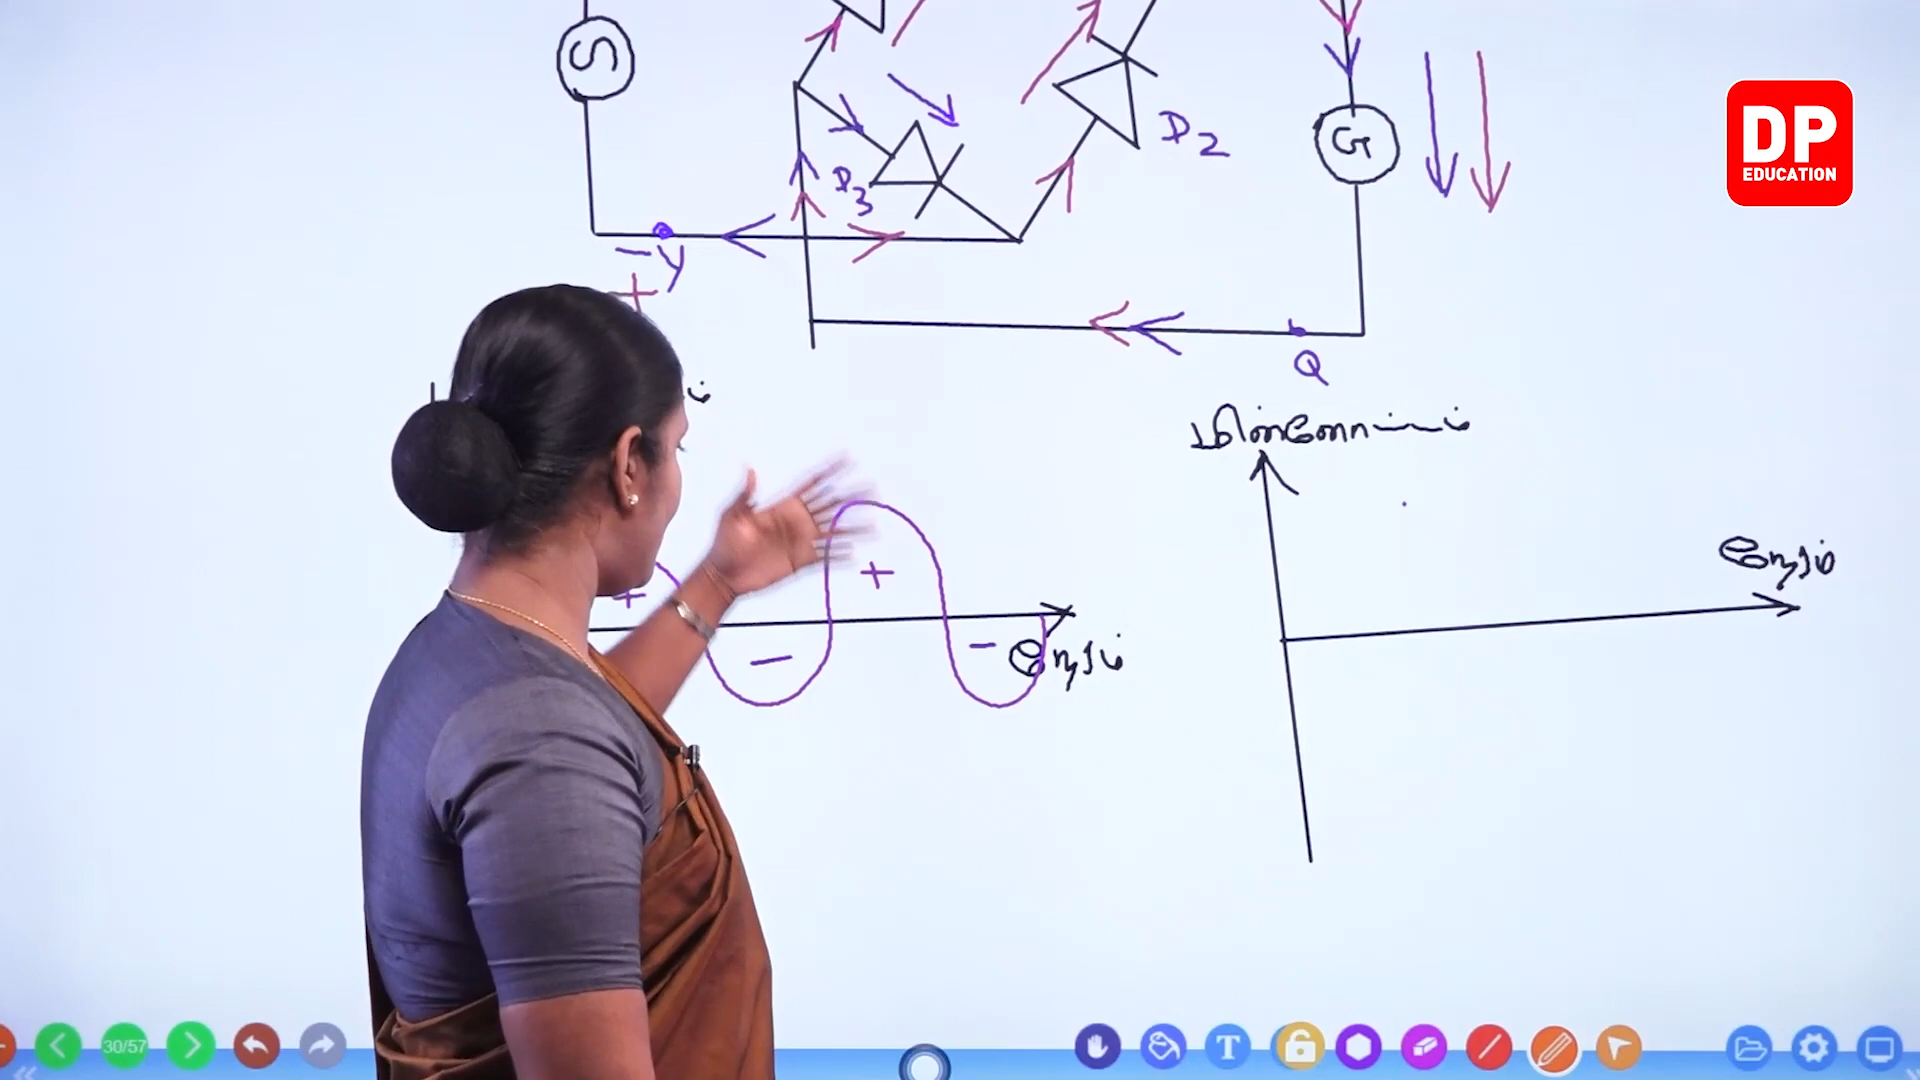 S
DP
EDUCATION
G
D2
D3
- Y
+
Q
மின்னோட்டம்
+
+
நேரம்
-
-
நேரம்
30/57
T